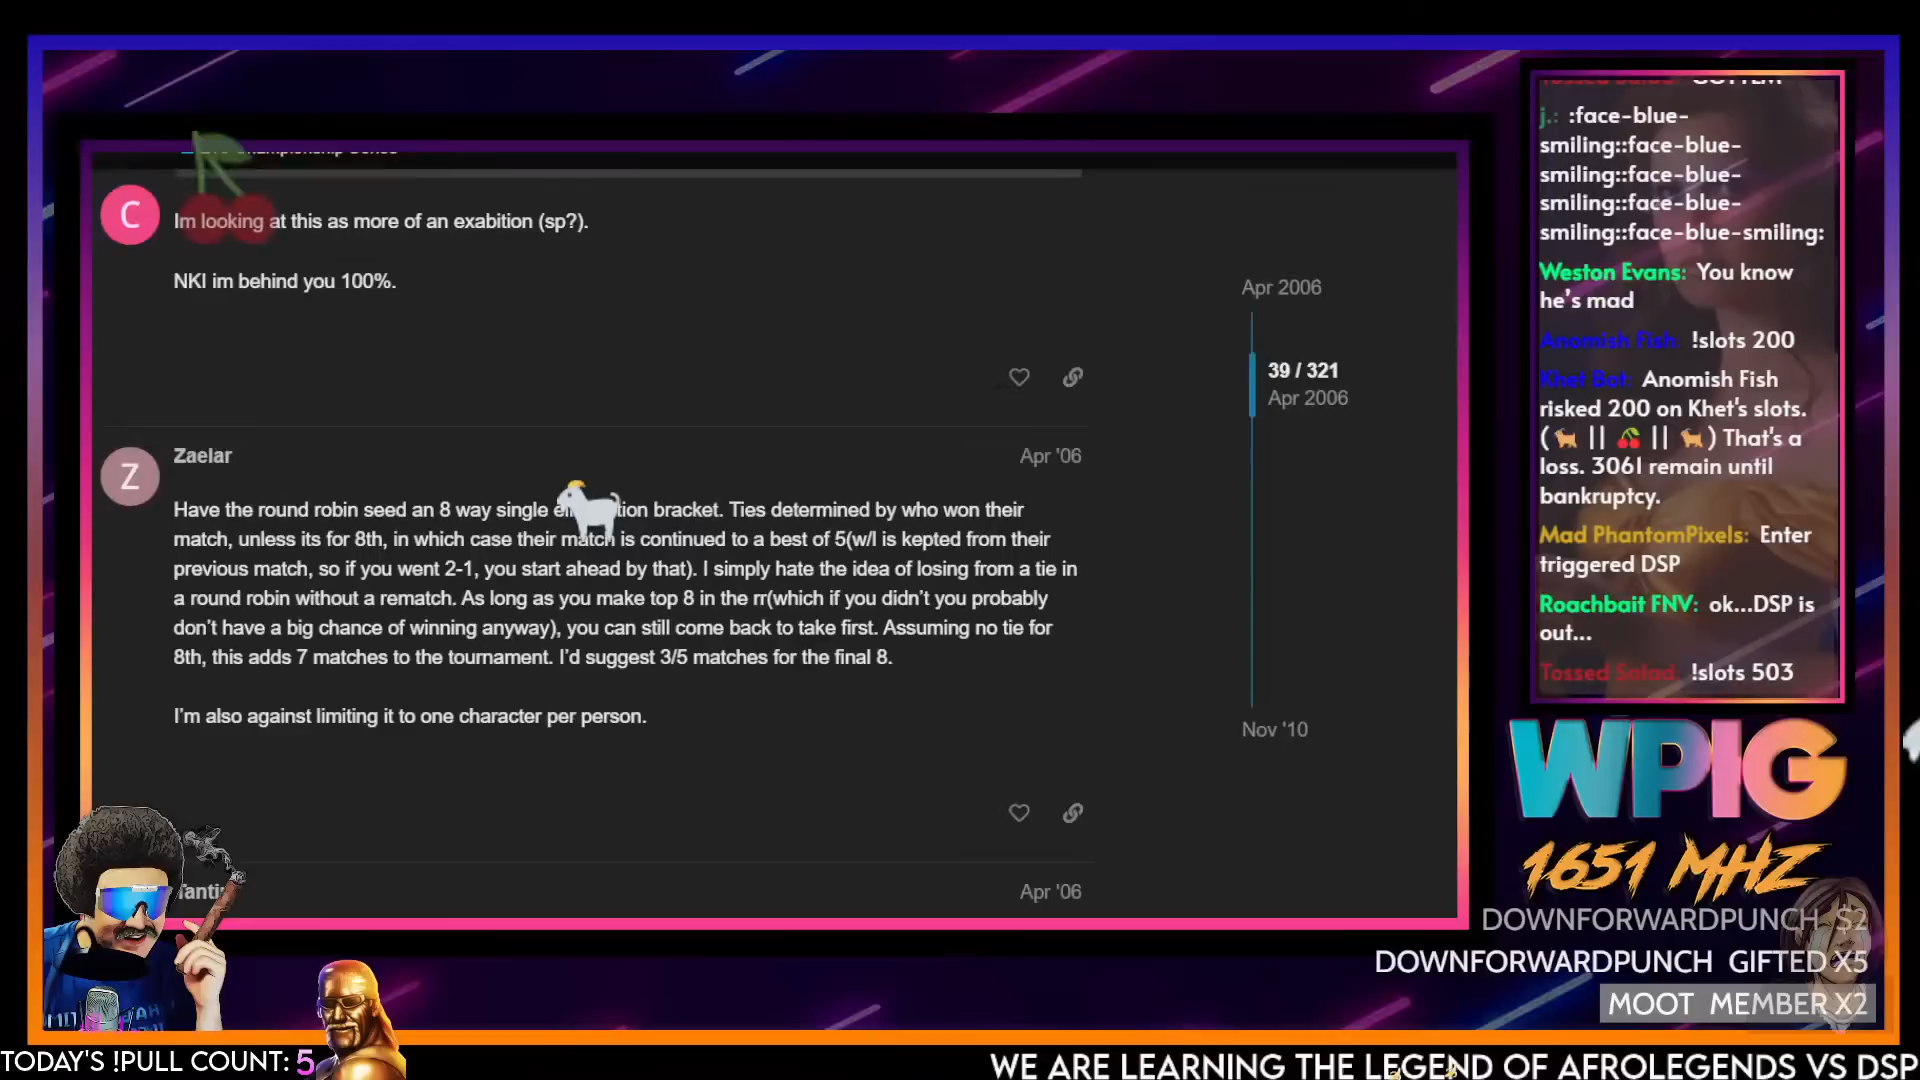 C
Im looking at this as more of an exabition (sp?).
NKI im behind you 100%.
Apr 2006
39 / 321
Apr 2006
Nov '10
Z
Zaelar
Apr '06
Have the round robin seed an 8 way single bracket. Ties determined by who won their
match, unless its for 8th, in which case their match is continued to a best of 5(w/l is kepted from their
previous match, so if you went 2-1, you start ahead by that). I simply hate the idea of losing from a tie in
a round robin without a rematch. As long as you make top 8 in the rr(which if you didn't you probably
don't have a big chance of winning anyway), you can still come back to take first. Assuming no tie for
8th, this adds 7 matches to the tournament. I'd suggest 3/5 matches for the final 8.
I'm also against limiting it to one character per person.
Apr '06
j.: :face-blue-
smiling::face-blue-
smiling::face-blue-
smiling::face-blue-
smiling::face-blue-smiling:
Weston Evans: You know
he's mad
Anomish Fish: !slots 200
Khet Bot: Anomish Fish
risked 200 on Khet's slots.
( || || ) That's a
loss. 3061 remain until
bankruptcy.
Mad PhantomPixels: Enter
triggered DSP
Roachbait FNV: ok...DSP is
out...
Tossed Salad: !slots 503
WPIG
1651 MHZ
DOWNFORWARDPUNCH $2
DOWNFORWARDPUNCH GIFTED X5
MOOT MEMBER X2
TODAY'S !PULL COUNT: 5
WE ARE LEARNING THE LEGEND OF AFROLEGENDS VS DSP